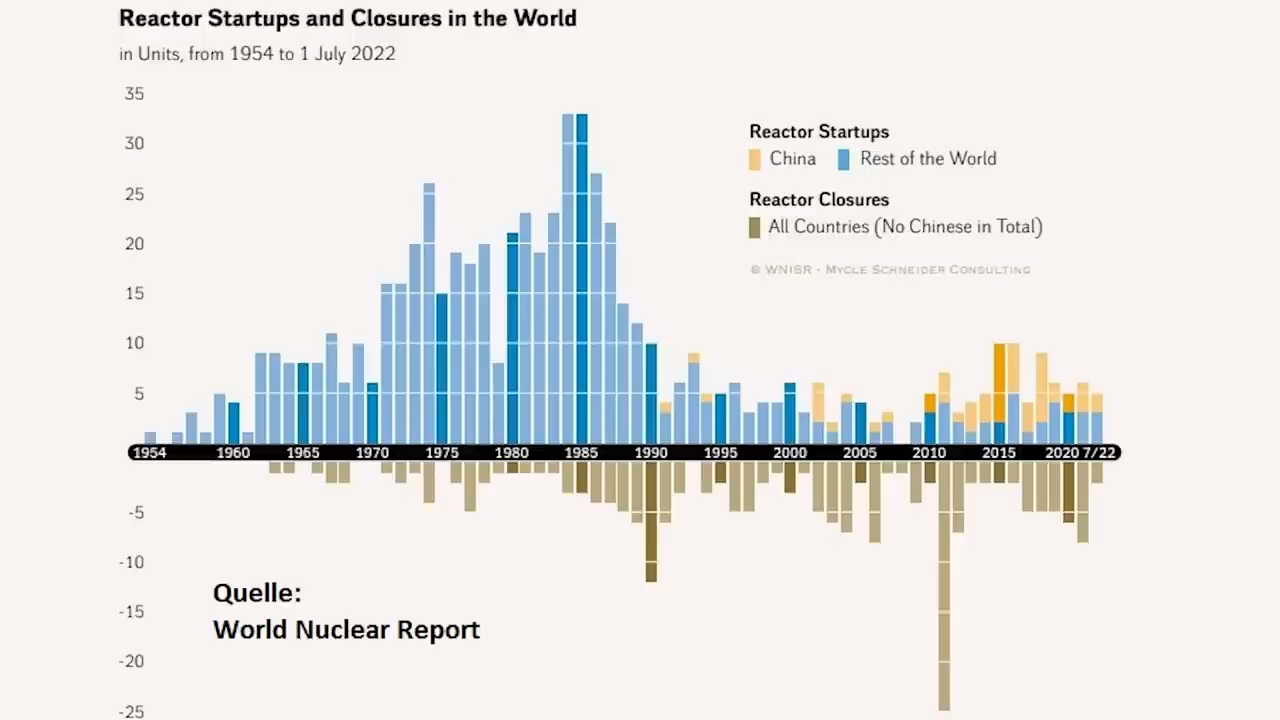 Reactor Startups and Closures in the World
in Units, from 1954 to 1 July 2022
35
30
25
20
15
10
5
Reactor Startups
China Rest of the World
Reactor Closures
All Countries (No Chinese in Total)
© WNISR - Mycle Schneider Consulting
1954 1960 1965 1970 1975 1980 1985 1990 1995 2000 2005 2010 2015 2020 7/22
-5
-10
-15
-20
-25
Quelle:
World Nuclear Report